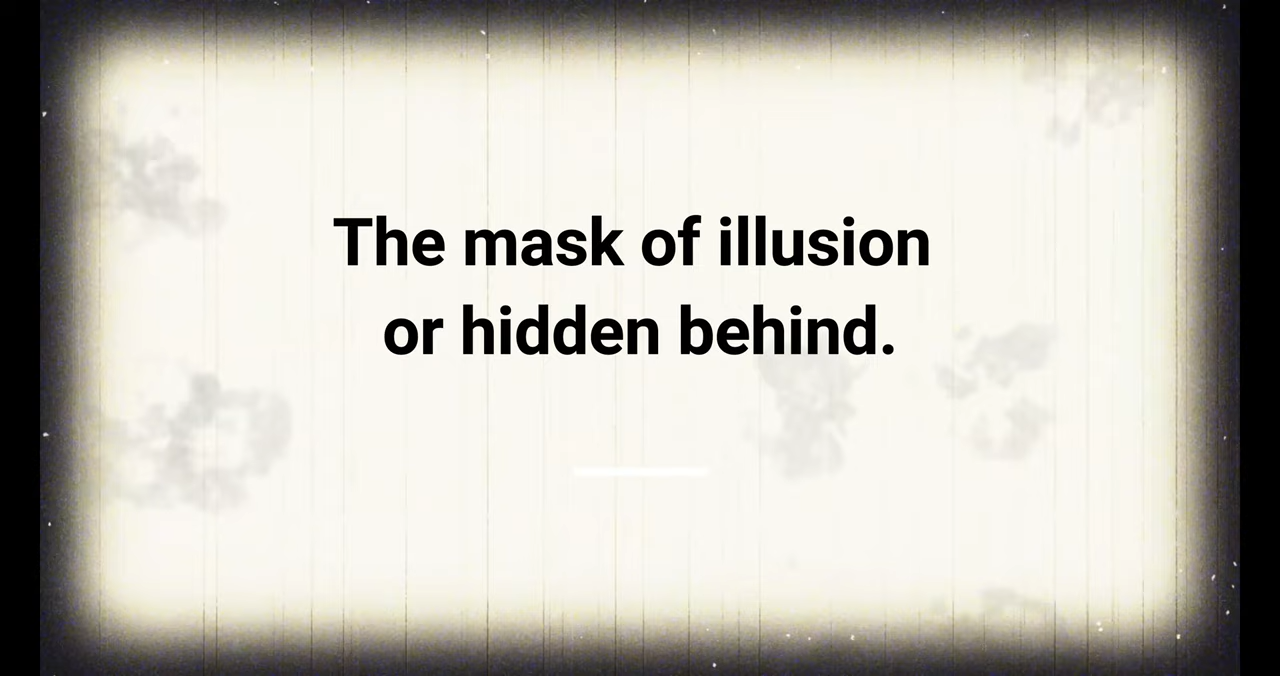 The mask of illusion
or hidden behind.